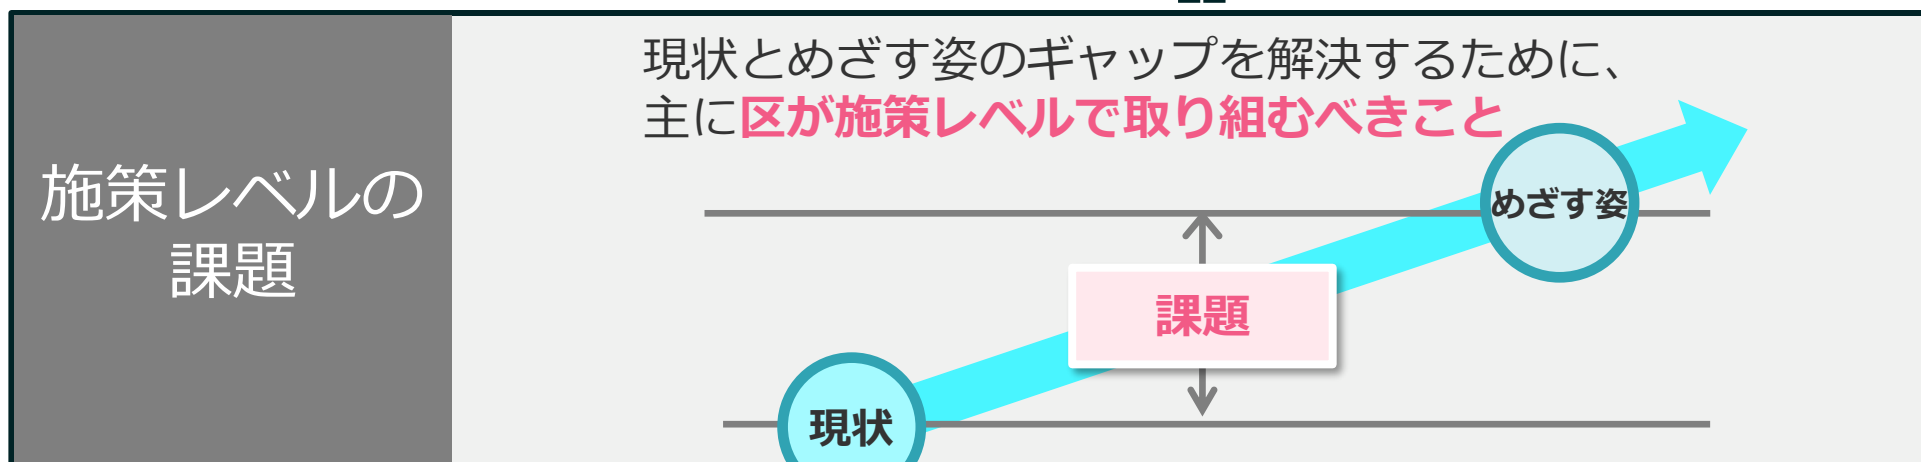 施策レベルの
課題
現状とめざす姿のギャップを解決するために、
主に区が施策レベルで取り組むべきこと
めざす姿
課題
現状